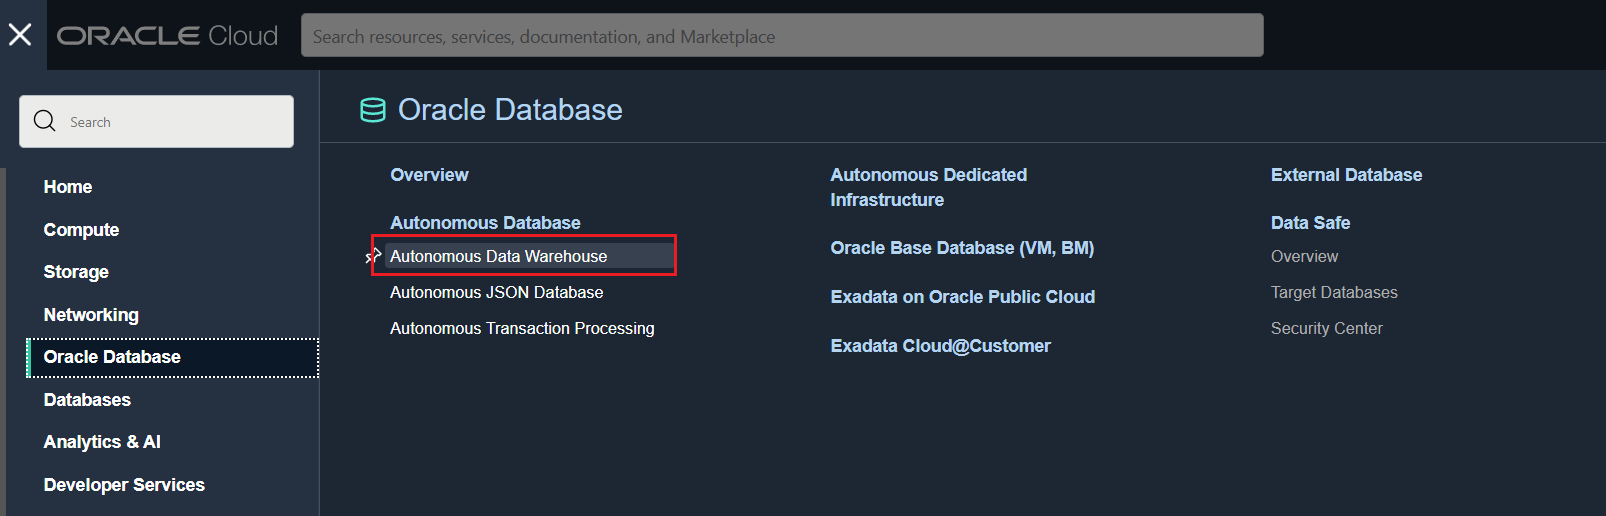 ORACLE Cloud
Search resources, services, documentation, and Marketplace
Search
Home
Compute
Storage
Networking
Oracle Database
Databases
Analytics & AI
Developer Services
Oracle Database
Overview
Autonomous Database
Autonomous Data Warehouse
Autonomous JSON Database
Autonomous Transaction Processing
Autonomous Dedicated
Infrastructure
Oracle Base Database (VM, BM)
Exadata on Oracle Public Cloud
Exadata Cloud@Customer
External Database
Data Safe
Overview
Target Databases
Security Center